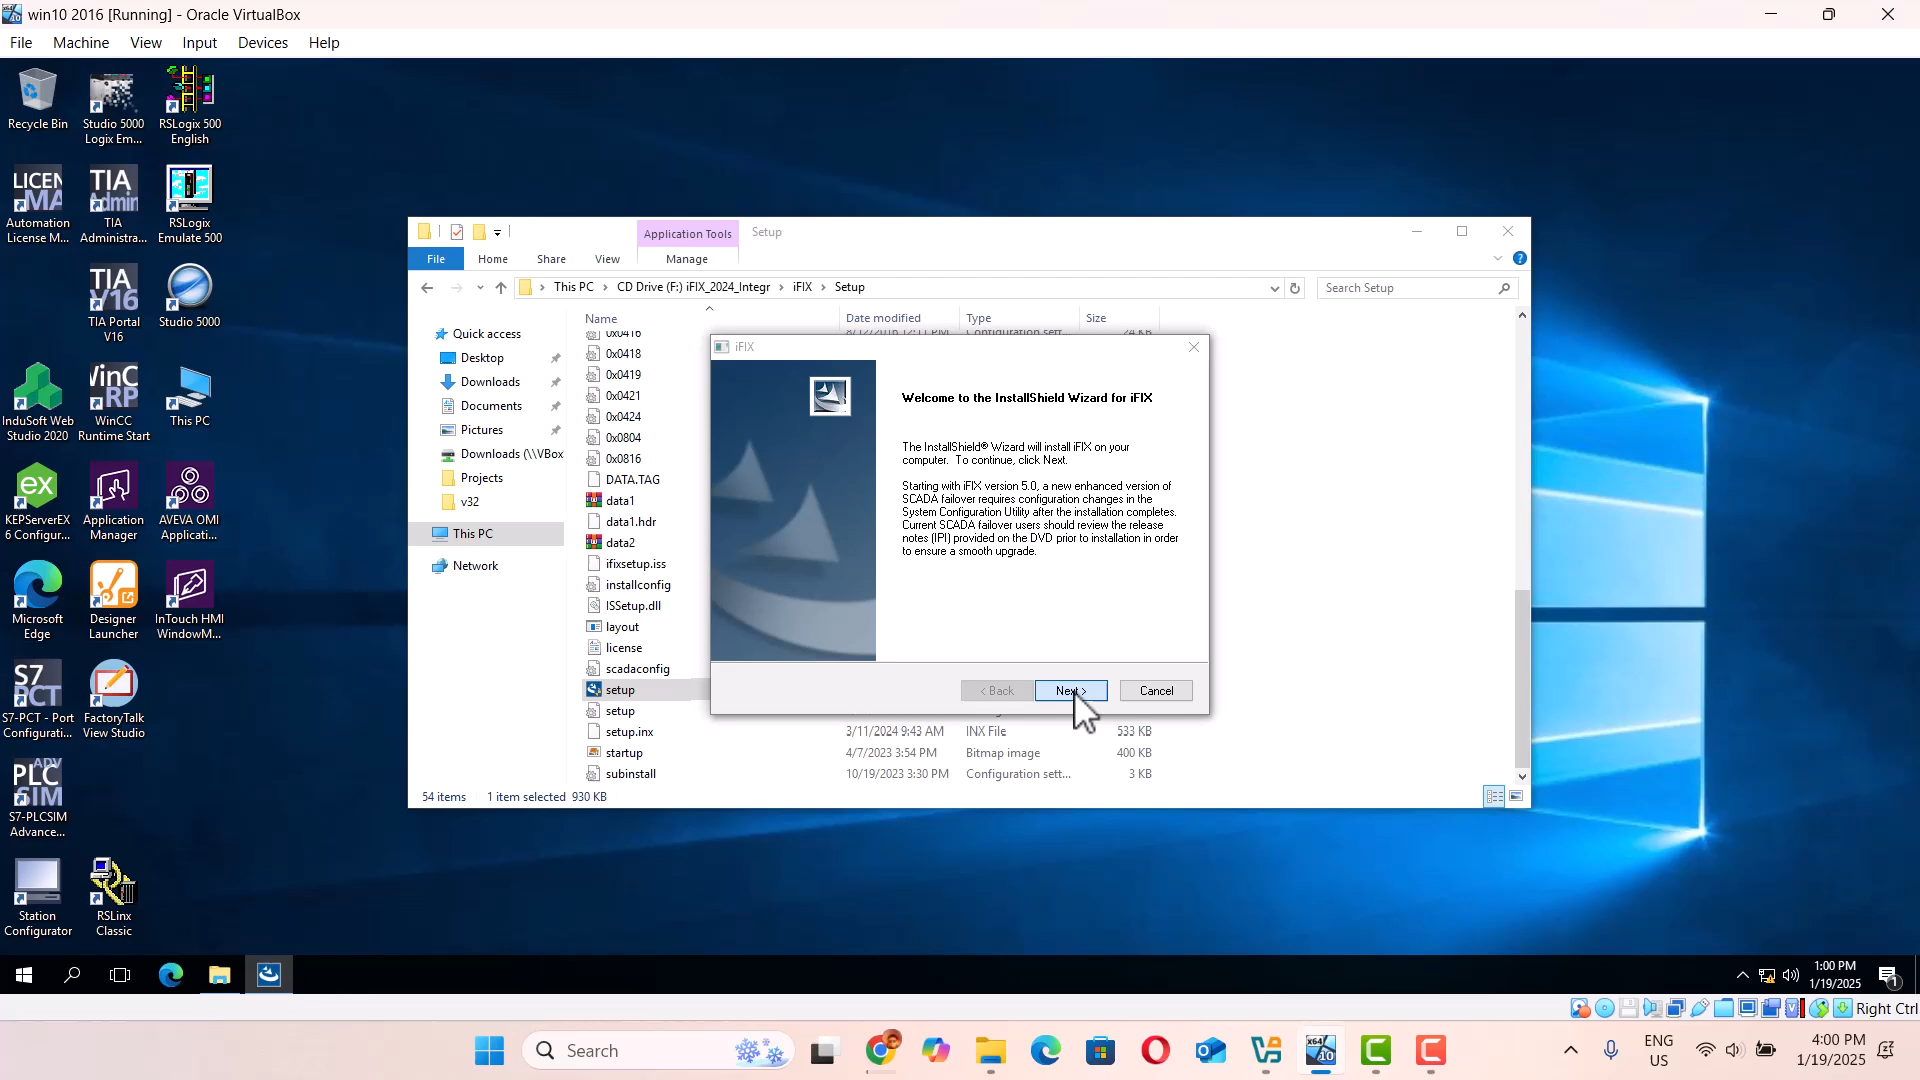 win10 2016 [Running] - Oracle VirtualBox
File Machine View Input Devices Help
Recycle Bin
Studio 5000
Logix Em...
RSLogix 500
English
Automation
License M...
TIA
Administra...
RSLogix
Emulate 500
TIA Portal
V16
Studio 5000
InduSoft Web
Studio 2020
WinCC
Runtime Start
This PC
KEPServerEX
6 Configur...
Application
Manager
AVEVA OMI
Applicati...
Microsoft
Edge
Designer
Launcher
InTouch HMI
WindowM...
S7-PCT - Port
Configurati...
FactoryTalk
View Studio
S7-PLCSIM
Advance...
Station
Configurator
RSLinx
Classic
Application Tools
Setup
File Home Share View Manage
This PC > CD Drive (F:) iFIX_2024_Integr > iFIX > Setup
Search Setup
Name Date modified Type Size
Quick access
Desktop
Downloads
Documents
Pictures
Downloads (\\VBox
Projects
v32
This PC
Network
0x0416 8/12/2016 12:11 PM Configuration sett... 24 KB
0x0418
0x0419
0x0421
0x0424
0x0804
0x0816
DATA.TAG
data1
data1.hdr
data2
ifixsetup.iss
installconfig
ISSetup.dll
layout
license
scadaconfig
setup
setup
setup.inx 3/11/2024 9:43 AM INX File 533 KB
startup 4/7/2023 3:54 PM Bitmap image 400 KB
subinstall 10/19/2023 3:30 PM Configuration sett... 3 KB
54 items 1 item selected 930 KB
iFIX
Welcome to the InstallShield Wizard for iFIX
The InstallShield® Wizard will install iFIX on your
computer. To continue, click Next.
Starting with iFIX version 5.0, a new enhanced version of
SCADA failover requires configuration changes in the
System Configuration Utility after the installation completes.
Current SCADA failover users should review the release
notes (IPI) provided on the DVD prior to installation in order
to ensure a smooth upgrade.
< Back Next > Cancel
1:00 PM
1/19/2025
1
Right Ctrl
Search
ENG
US
4:00 PM
1/19/2025